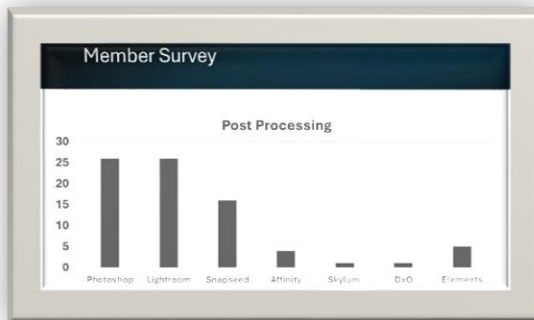 Member Survey
Post Processing
30
25
20
15
10
5
0
Photoshop Lightroom Snapseed Affinity Skylum DxO Elements